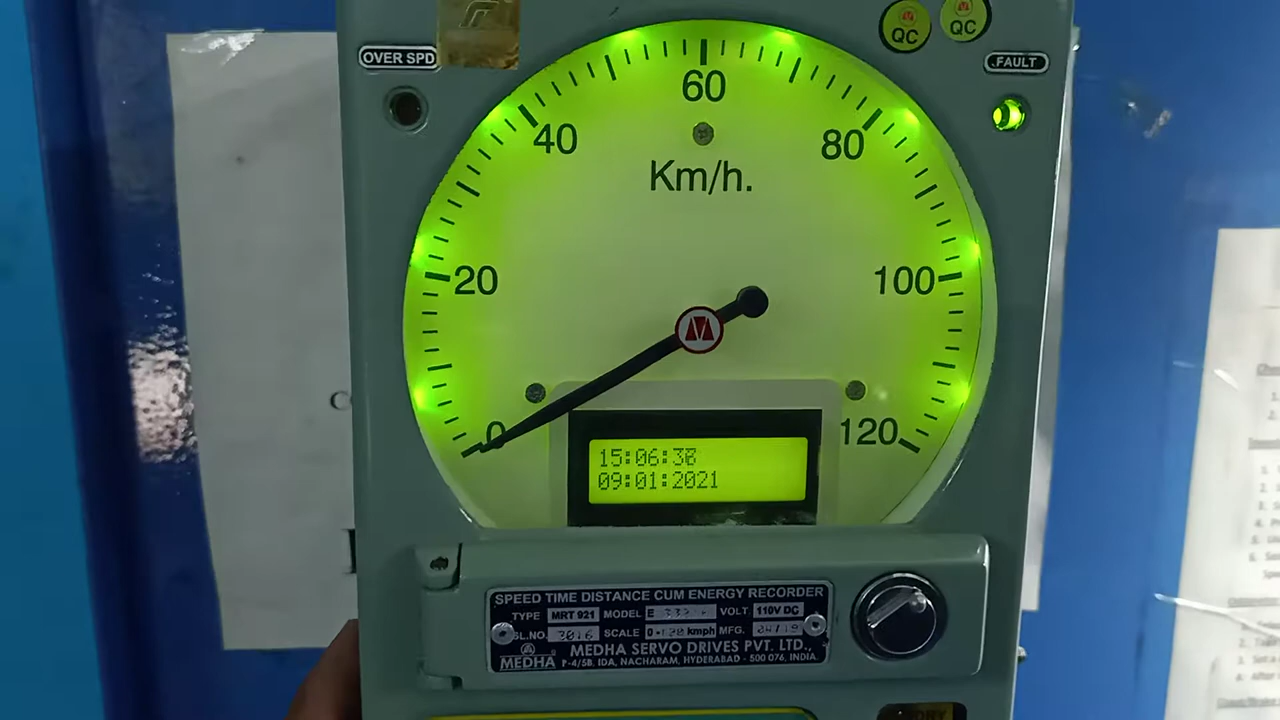 QC
QC
OVER SPD
FAULT
60
40
80
Km/h.
20
100
0
120
15:06:38
09:01:2021
SPEED TIME DISTANCE CUM ENERGY RECORDER
TYPE MRT 921 MODEL E VOLT 110V DC
SL.NO. 3016 SCALE 0-120 kmph MFG.
MEDHA SERVO DRIVES PVT. LTD.,
MEDHA P-4/5B, IDA, NACHARAM, HYDERABAD - 500 076, INDIA.